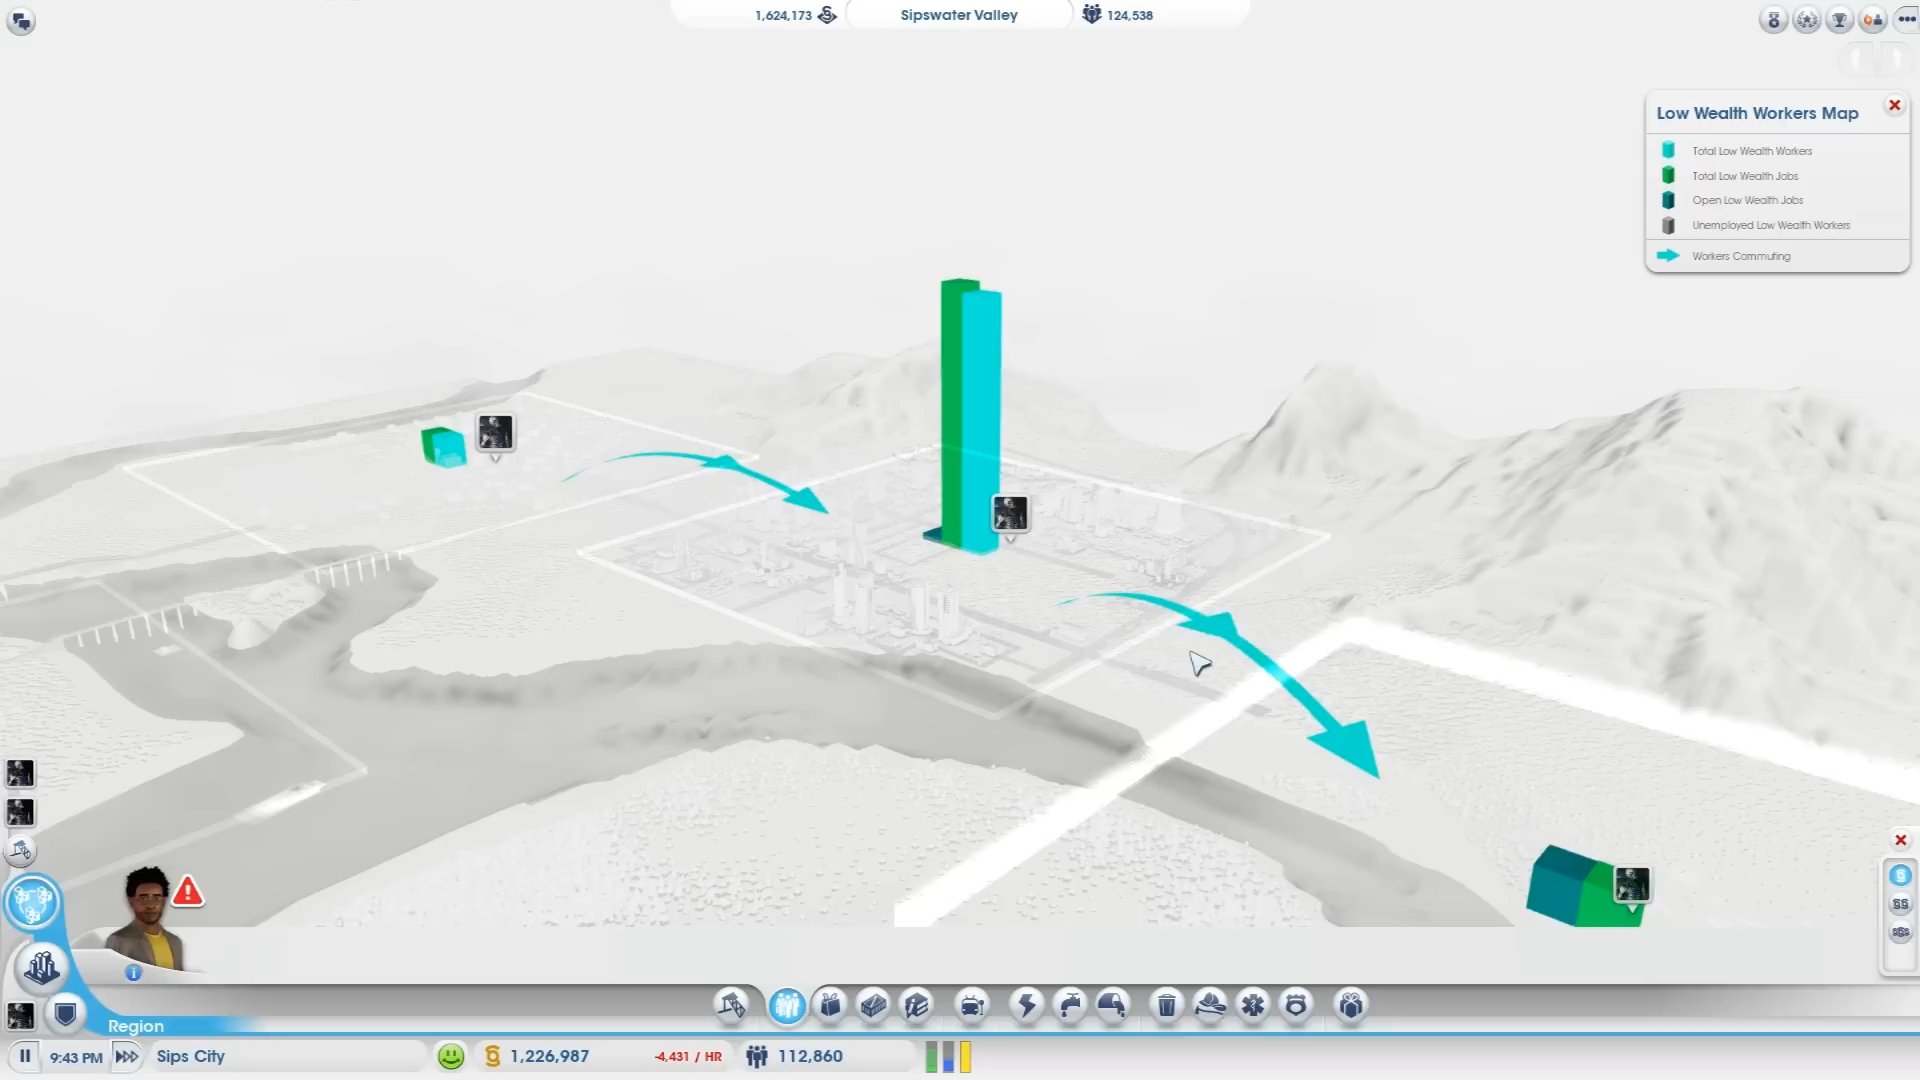 1,624,173
Sipswater Valley
124,538
Low Wealth Workers Map
Total Low Wealth Workers
Total Low Wealth Jobs
Open Low Wealth Jobs
Unemployed Low Wealth Workers
Workers Commuting
Region
9:43 PM
Sips City
1,226,987
-4,431 / HR
112,860